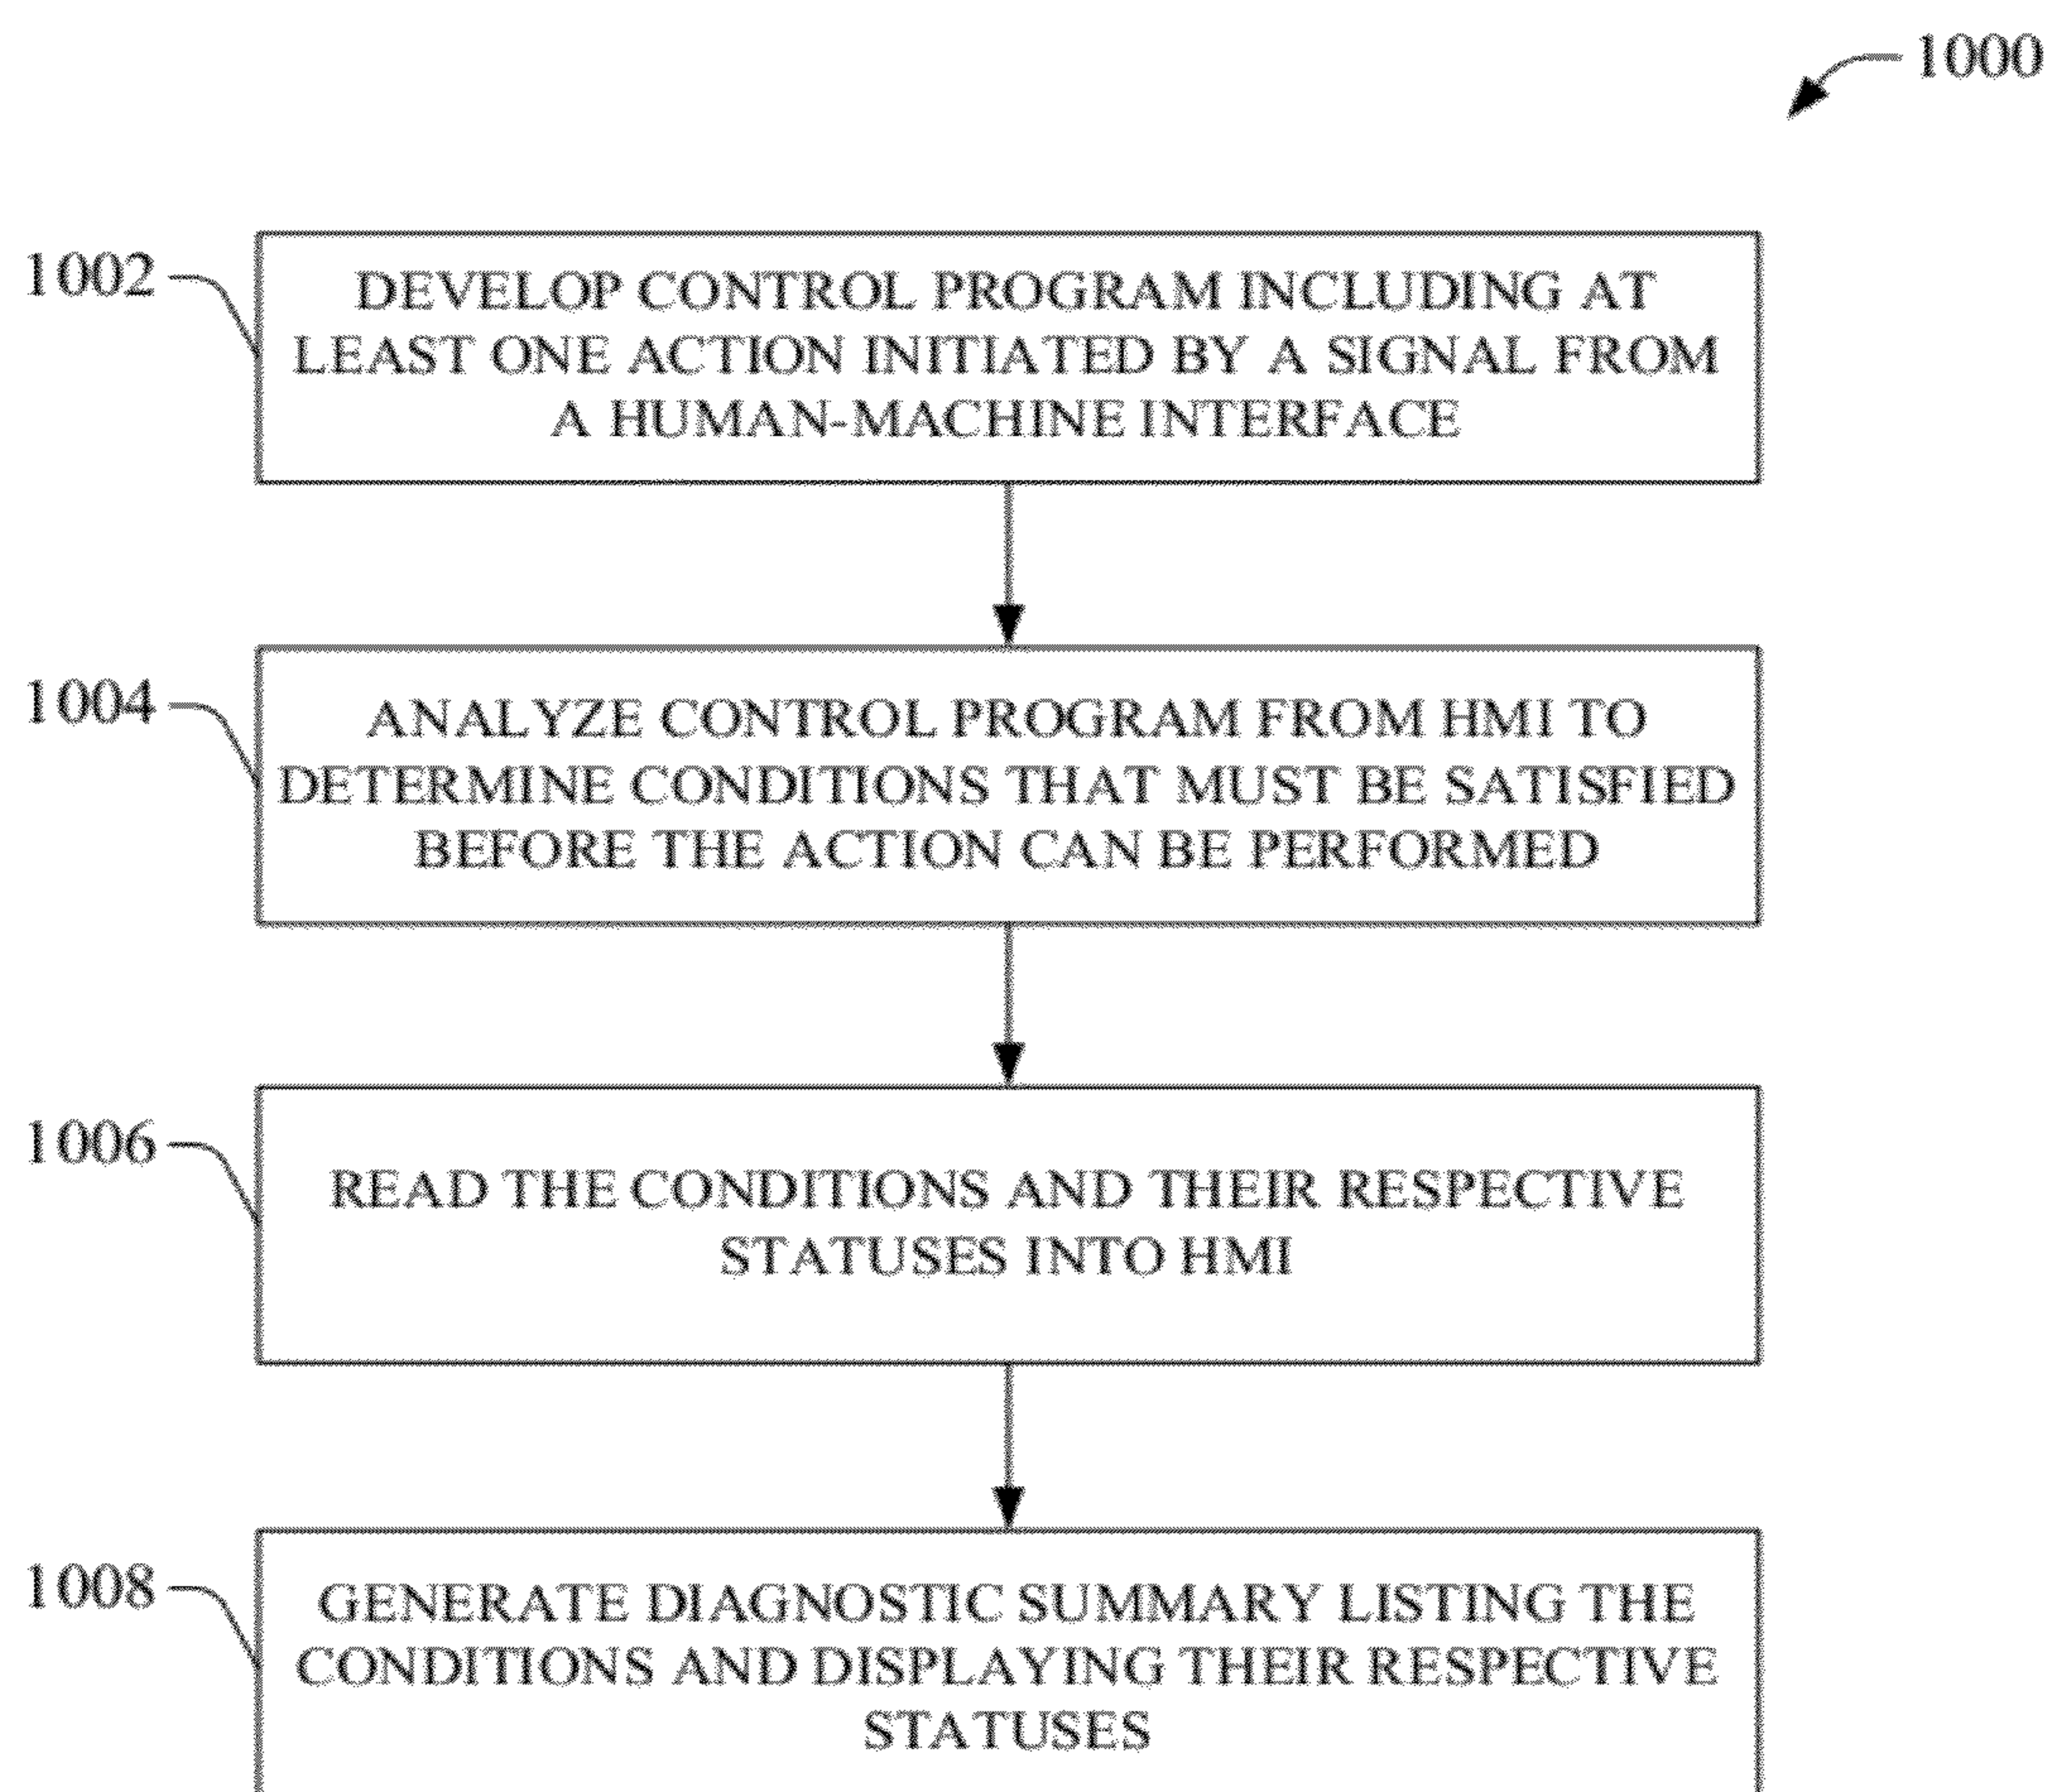 1000
1002
DEVELOP CONTROL PROGRAM INCLUDING AT
LEAST ONE ACTION INITIATED BY A SIGNAL FROM
A HUMAN-MACHINE INTERFACE
1004
ANALYZE CONTROL PROGRAM FROM HMI TO
DETERMINE CONDITIONS THAT MUST BE SATISFIED
BEFORE THE ACTION CAN BE PERFORMED
1006
READ THE CONDITIONS AND THEIR RESPECTIVE
STATUSES INTO HMI
1008
GENERATE DIAGNOSTIC SUMMARY LISTING THE
CONDITIONS AND DISPLAYING THEIR RESPECTIVE
STATUSES